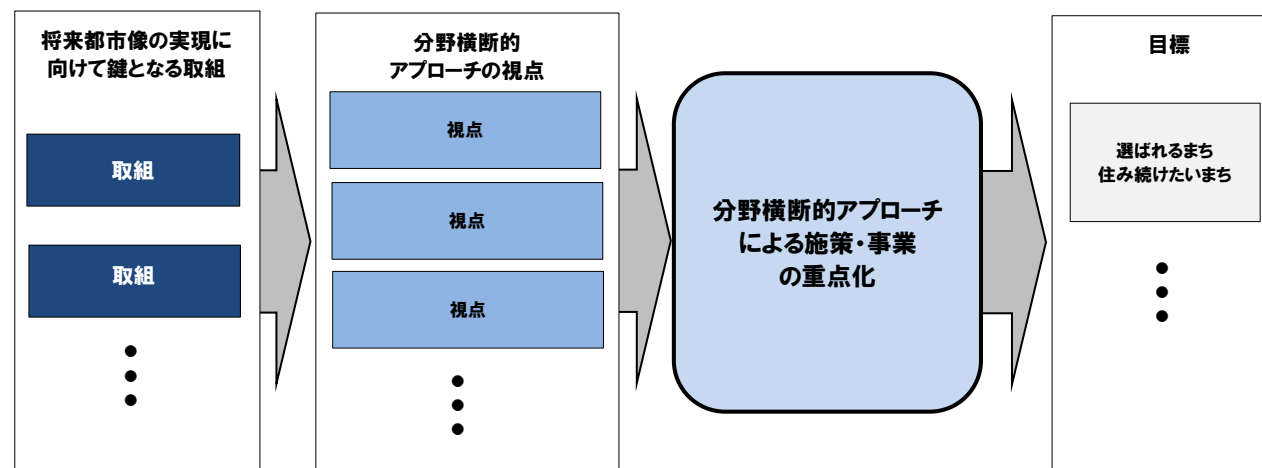 将来都市像の実現に
向けて鍵となる取組
取組
取組
分野横断的
アプローチの視点
視点
視点
視点
分野横断的アプローチ
による施策・事業
の重点化
目標
選ばれるまち
住み続けたいまち